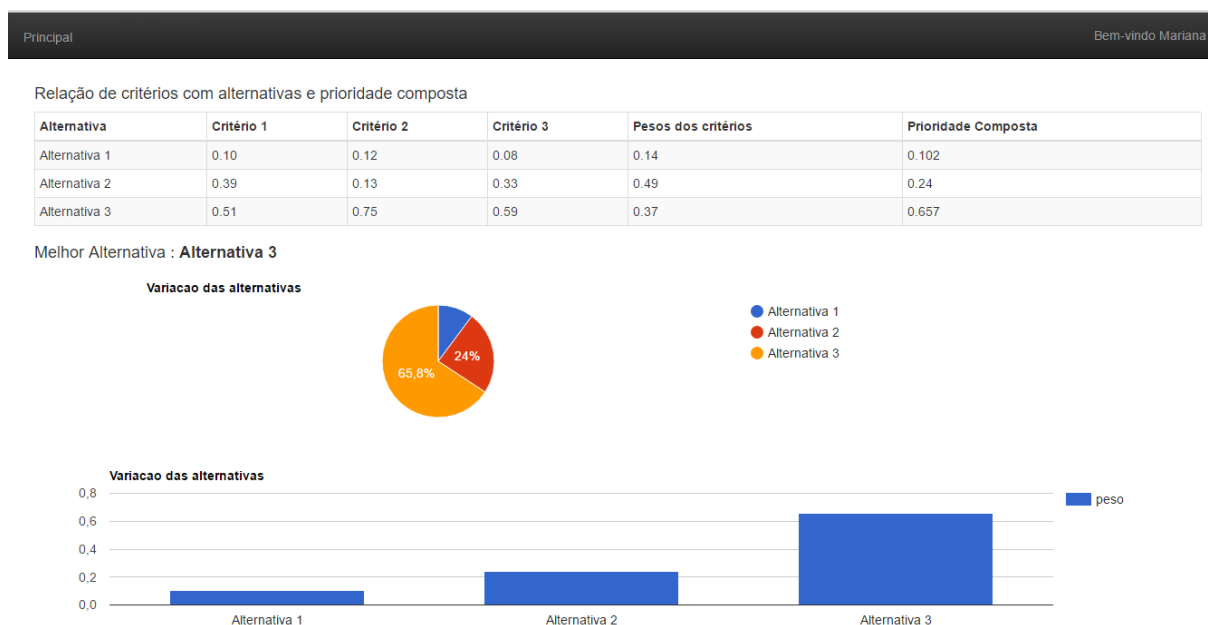 Principal Bem-vindo Mariana
Relação de critérios com alternativas e prioridade composta
Alternativa Critério 1 Critério 2 Critério 3 Pesos dos critérios Prioridade Composta
Alternativa 1 0.10 0.12 0.08 0.14 0.102
Alternativa 2 0.39 0.13 0.33 0.49 0.24
Alternativa 3 0.51 0.75 0.59 0.37 0.657
Melhor Alternativa : Alternativa 3
Variacao das alternativas
Alternativa 1
Alternativa 2
Alternativa 3
24%
65,8%
Variacao das alternativas
0,8
peso
0,6
0,4
0,2
0,0
Alternativa 1 Alternativa 2 Alternativa 3